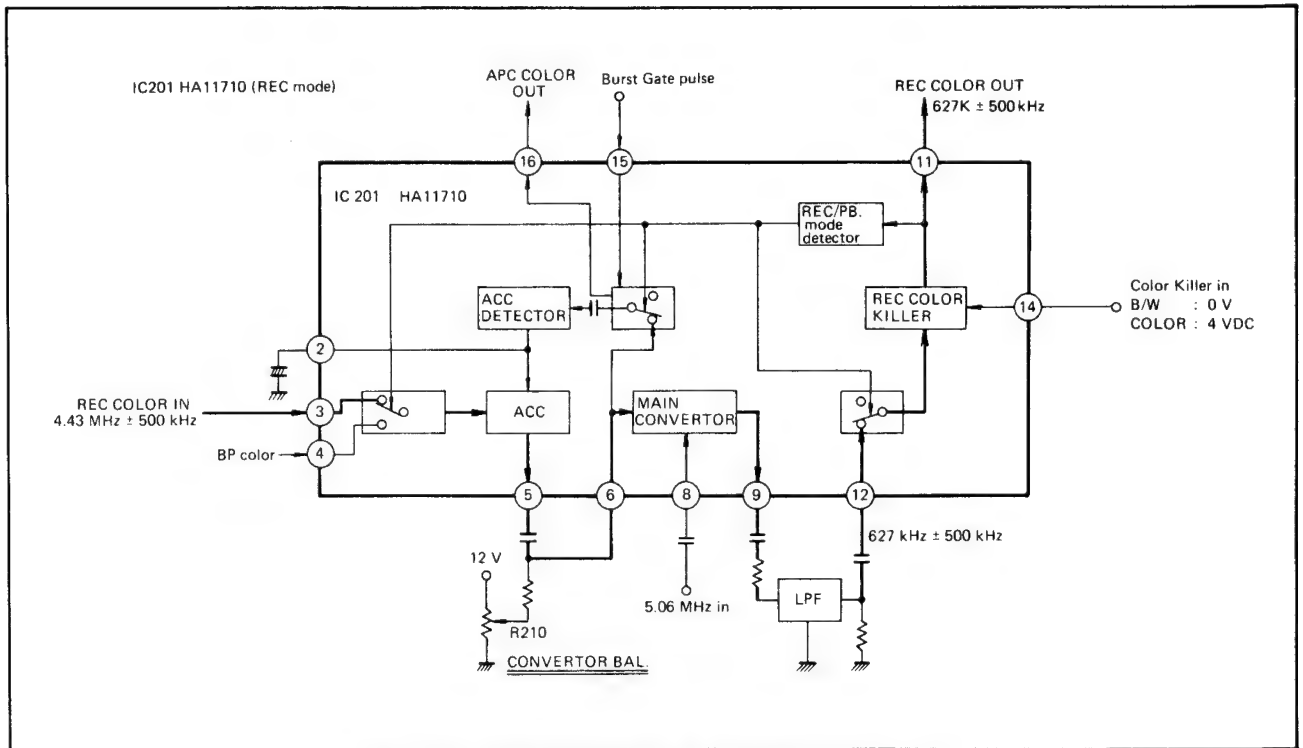 IC201 HA11710 (REC mode)
APC COLOR
OUT
Burst Gate pulse
REC COLOR OUT
627K ± 500 kHz
16
15
11
IC 201 HA11710
REC/PB.
mode
detector
ACC
DETECTOR
REC COLOR
KILLER
14
Color Killer in
B/W : 0 V
COLOR : 4 VDC
2
REC COLOR IN
4.43 MHz ± 500 kHz
3
ACC
MAIN
CONVERTOR
BP color
4
5
6
8
9
12
627 kHz ± 500 kHz
12 V
5.06 MHz in
LPF
R210
CONVERTOR BAL.